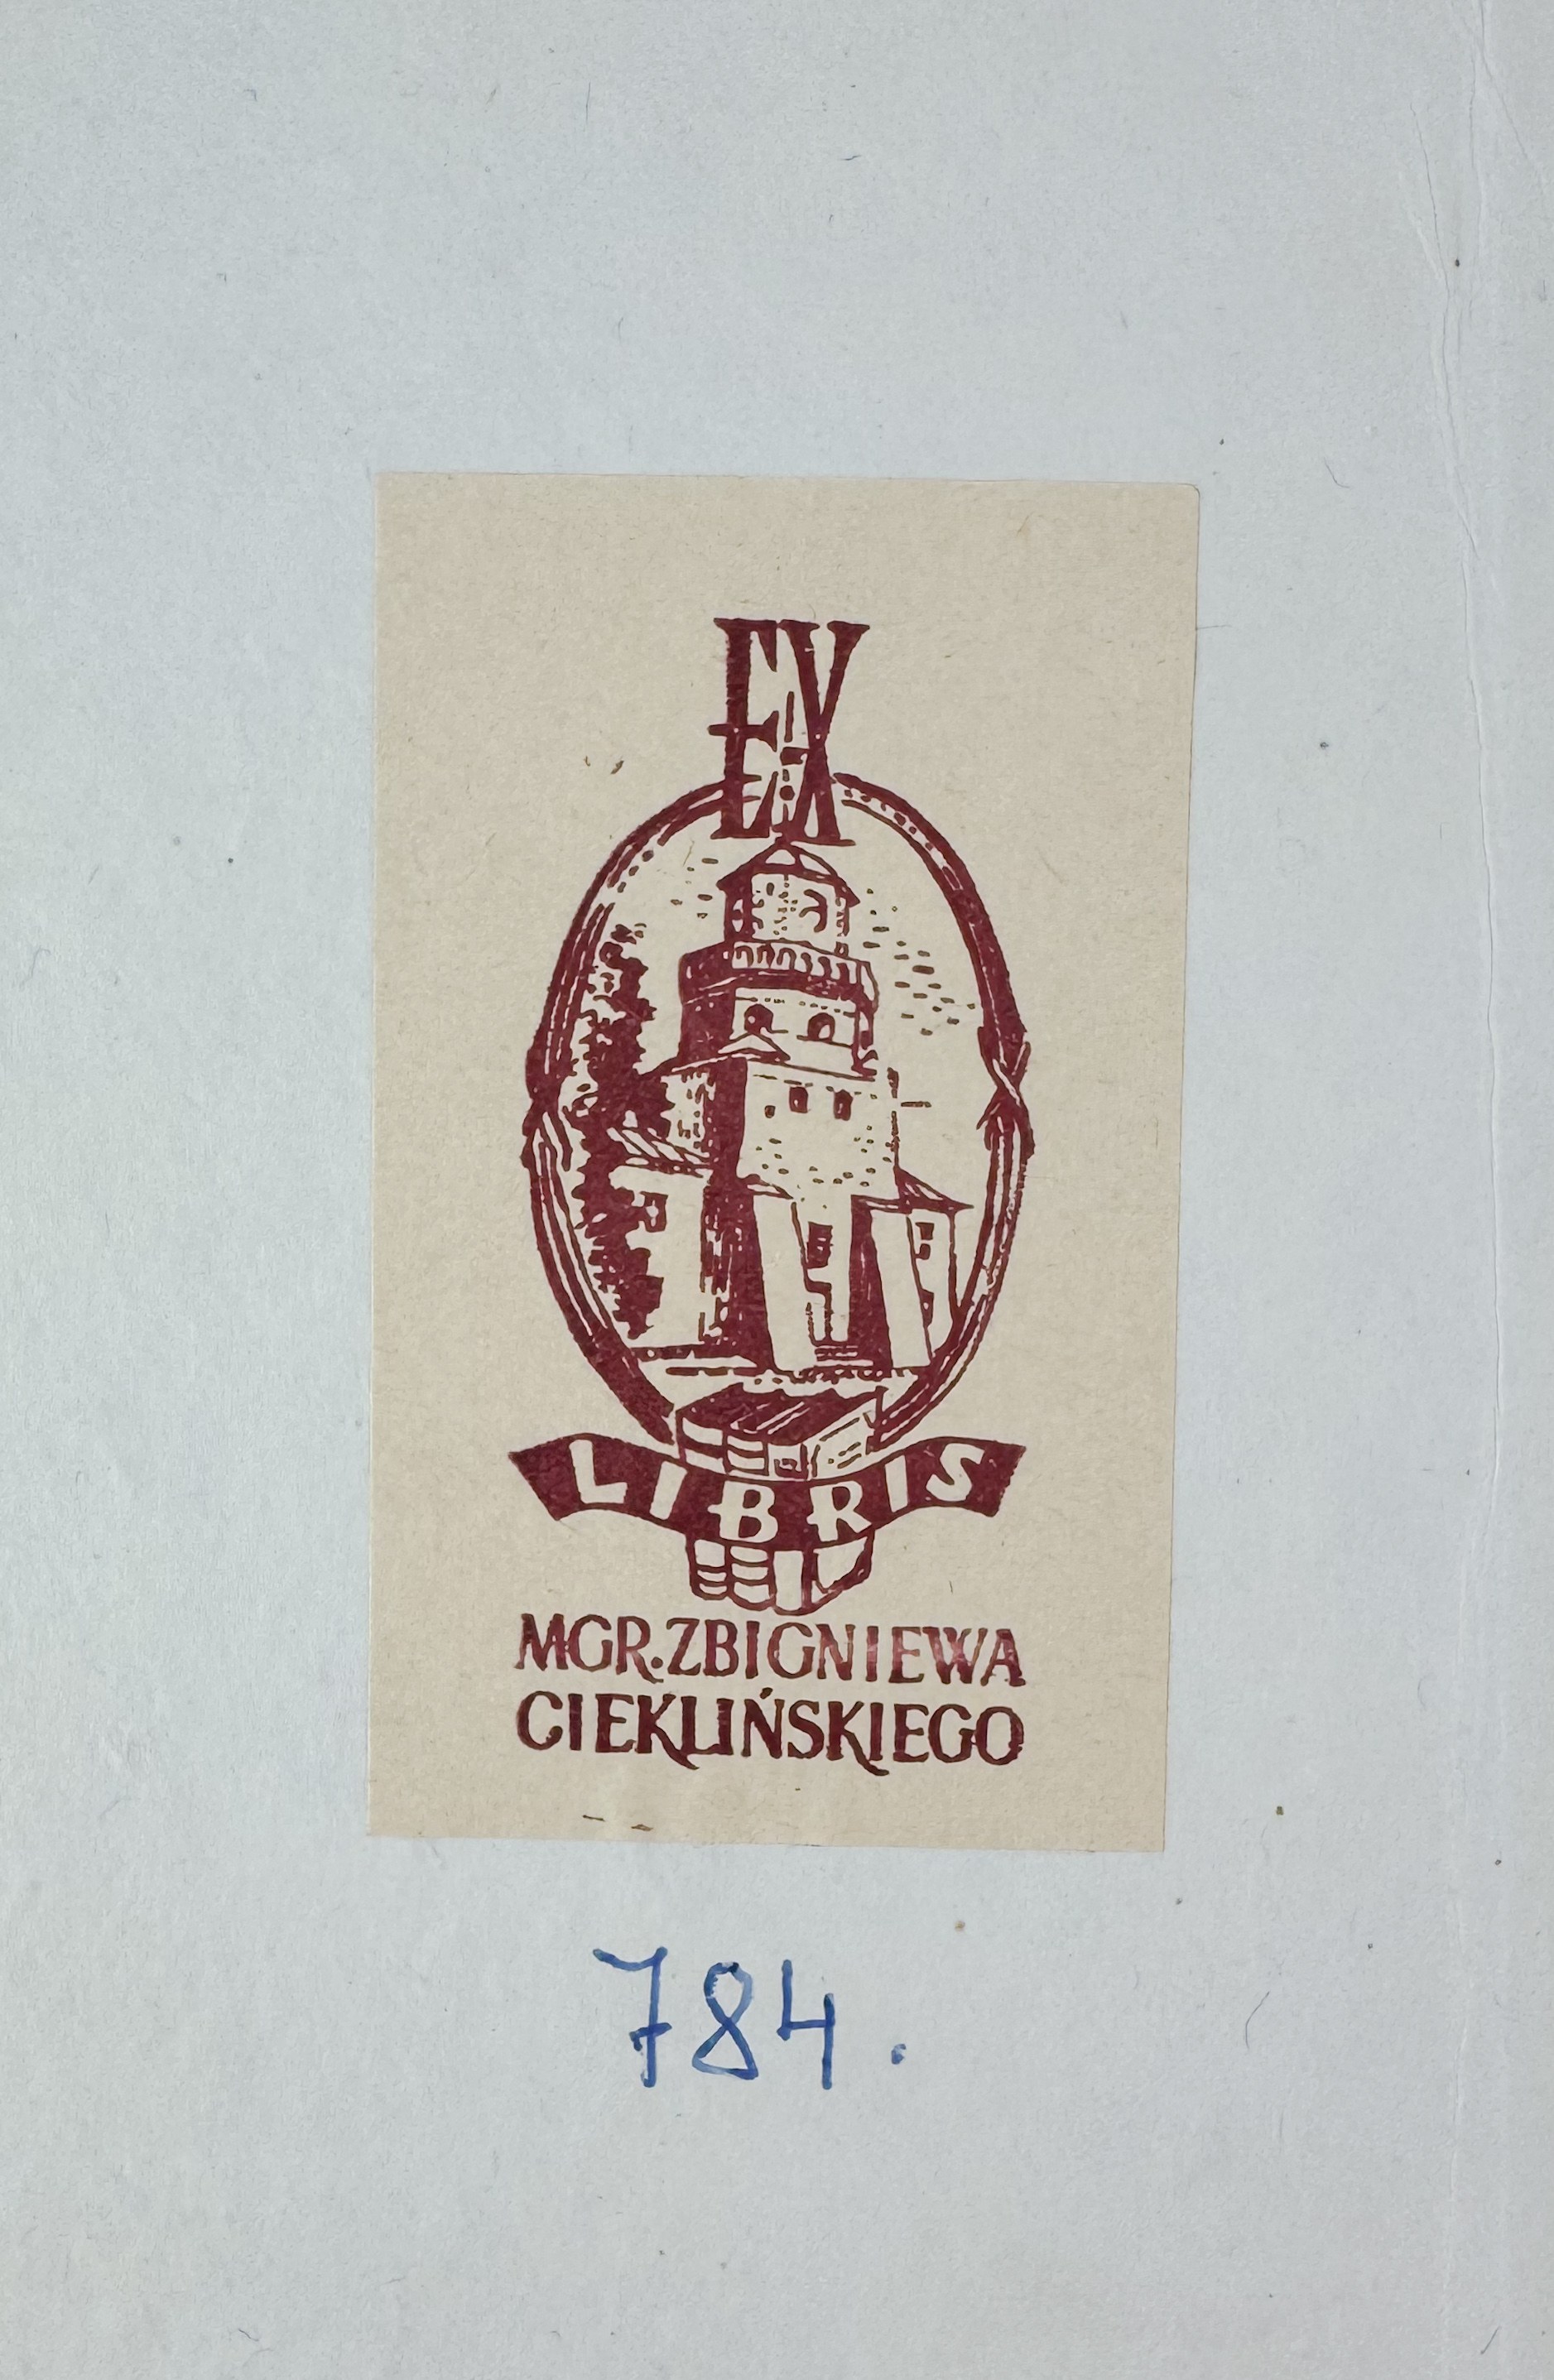 EX
LIBRIS
MGR. ZBIGNIEWA
CIEKLIŃSKIEGO
784.